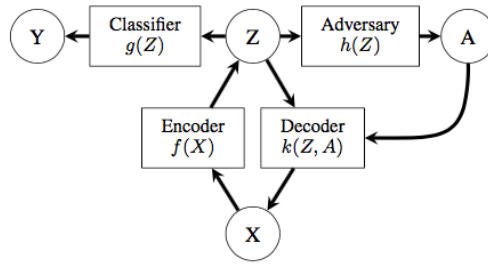 Y
Classifier
g(Z)
Z
Adversary
h(Z)
A
Encoder
f(X)
Decoder
k(Z, A)
X